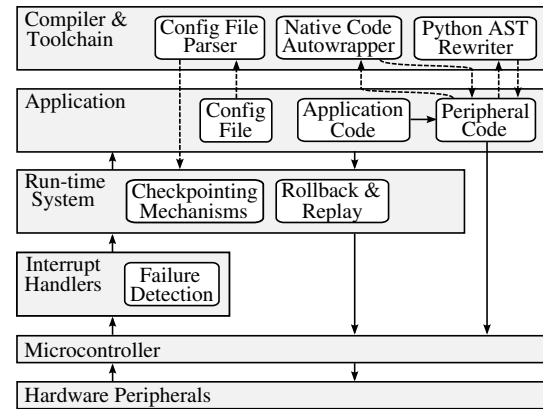 Compiler &
Toolchain
Config File
Parser
Native Code
Autowrapper
Python AST
Rewriter
Application
Config
File
Application
Code
Peripheral
Code
Run-time
System
Checkpointing
Mechanisms
Rollback &
Replay
Interrupt
Handlers
Failure
Detection
Microcontroller
Hardware Peripherals